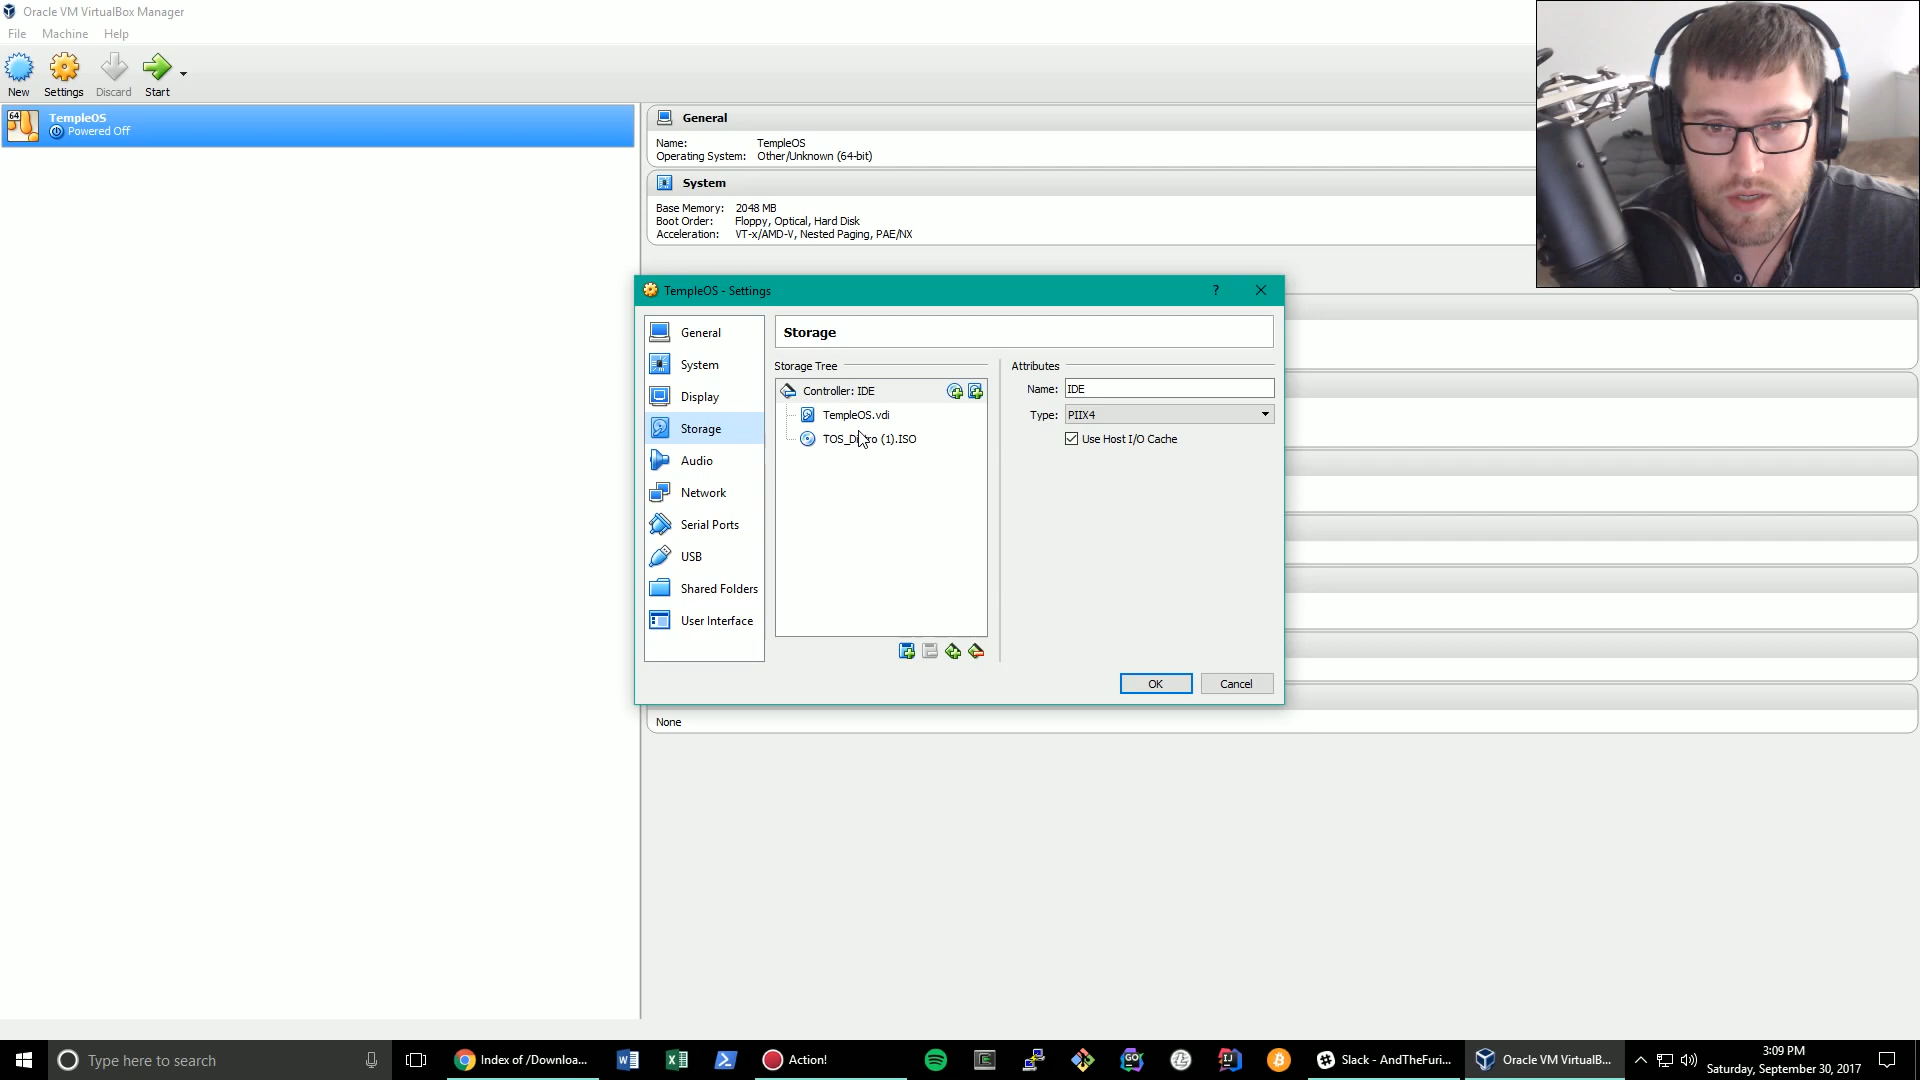 Oracle VM VirtualBox Manager
File Machine Help
New Settings Discard Start
64
TempleOS
Powered Off
General
Name: TempleOS
Operating System: Other/Unknown (64-bit)
System
Base Memory: 2048 MB
Boot Order: Floppy, Optical, Hard Disk
Acceleration: VT-x/AMD-V, Nested Paging, PAE/NX
TempleOS - Settings
General
System
Display
Storage
Audio
Network
Serial Ports
USB
Shared Folders
User Interface
Storage
Storage Tree
Controller: IDE
TempleOS.vdi
(1).ISO
Attributes
Name: IDE
Type: PIIX4
Use Host I/O Cache
OK Cancel
None
Type here to search
Index of /Downloa...
Action!
GO
IJ
Slack - AndTheFuri...
Oracle VM VirtualB...
3:09 PM
Saturday, September 30, 2017